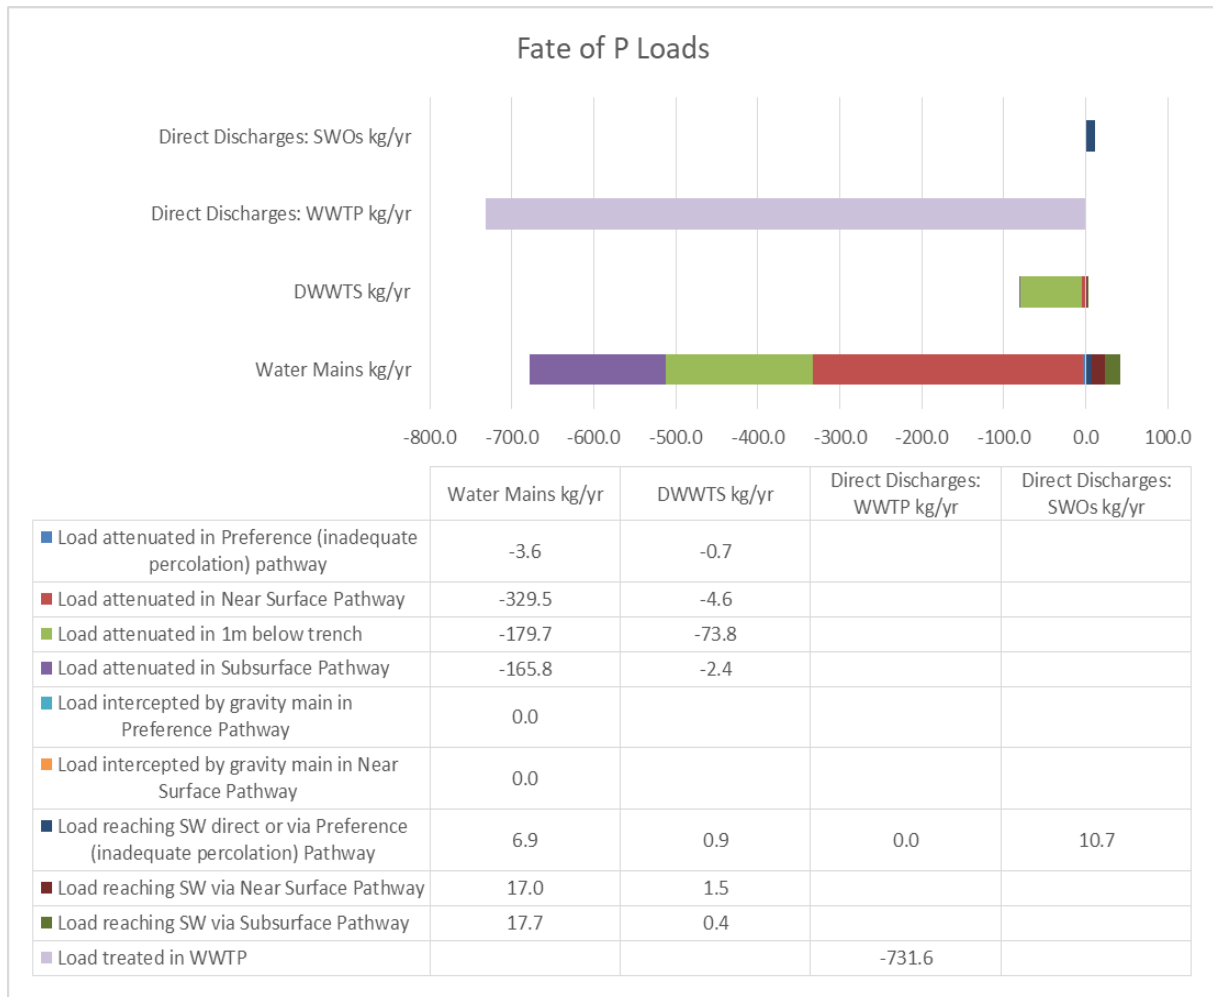 Fate of P Loads
Direct Discharges: SWOs kg/yr
Direct Discharges: WWTP kg/yr
DWWTS kg/yr
Water Mains kg/yr
-800.0 -700.0 -600.0 -500.0 -400.0 -300.0 -200.0 -100.0 0.0 100.0
Water Mains kg/yr DWWTS kg/yr Direct Discharges: Direct Discharges:
WWTP kg/yr SWOs kg/yr
Load attenuated in Preference (inadequate
percolation) pathway -3.6 -0.7
Load attenuated in Near Surface Pathway -329.5 -4.6
Load attenuated in 1m below trench -179.7 -73.8
Load attenuated in Subsurface Pathway -165.8 -2.4
Load intercepted by gravity main in
Preference Pathway 0.0
Load intercepted by gravity main in Near
Surface Pathway 0.0
Load reaching SW direct or via Preference
(inadequate percolation) Pathway 6.9 0.9 0.0 10.7
Load reaching SW via Near Surface Pathway 17.0 1.5
Load reaching SW via Subsurface Pathway 17.7 0.4
Load treated in WWTP -731.6